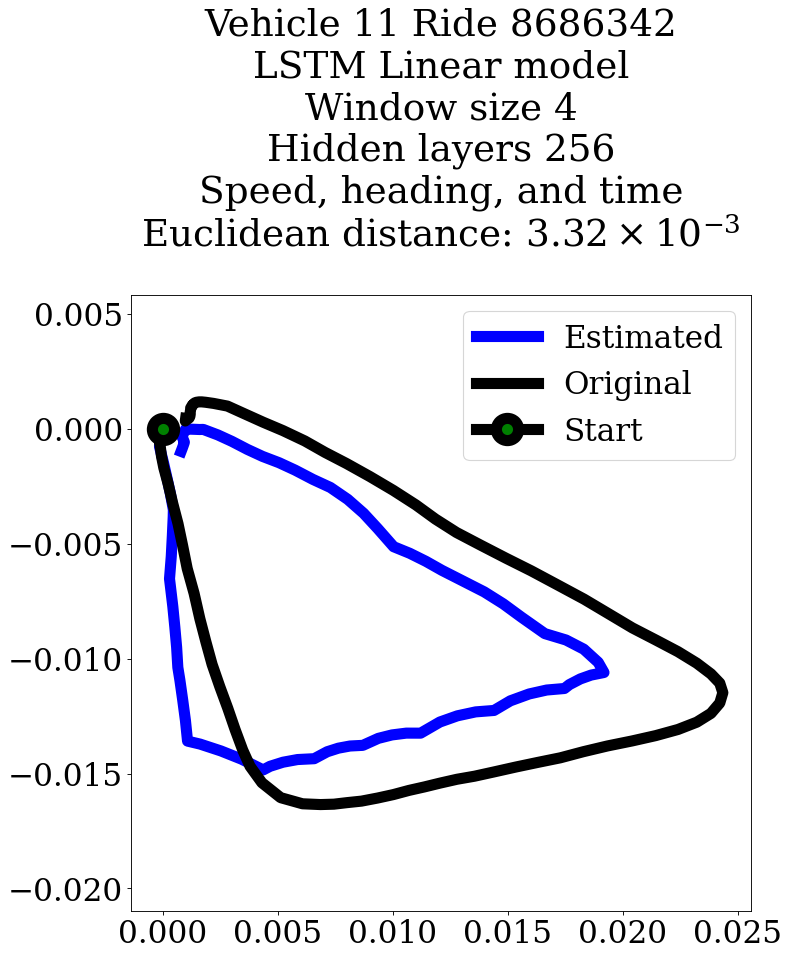 Vehicle 11 Ride 8686342
LSTM Linear model
Window size 4
Hidden layers 256
Speed, heading, and time
Euclidean distance: 3.32 × 10⁻³
0.005
0.000
−0.005
−0.010
−0.015
−0.020
Estimated
Original
Start
0.000 0.005 0.010 0.015 0.020 0.025